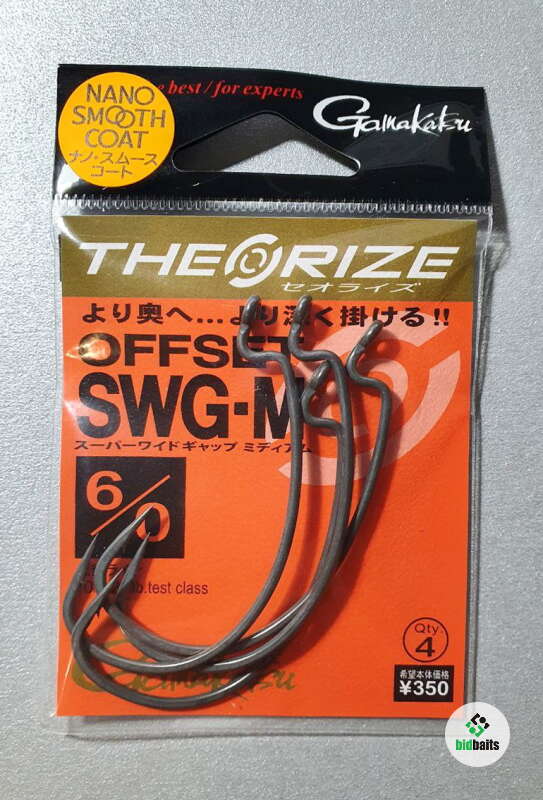 NANO
SMOOTH
COAT
ナノ・スムース
コート
best / for experts
Gamakatsu
THEORIZE
セオライズ
より奥へ…より深く掛ける!!
OFFSET
SWG-M
スーパーワイドギャップ ミディアム
6/0
lb.test class
Gamakatsu
Qty.
4
希望本体価格
¥350
bidbaits